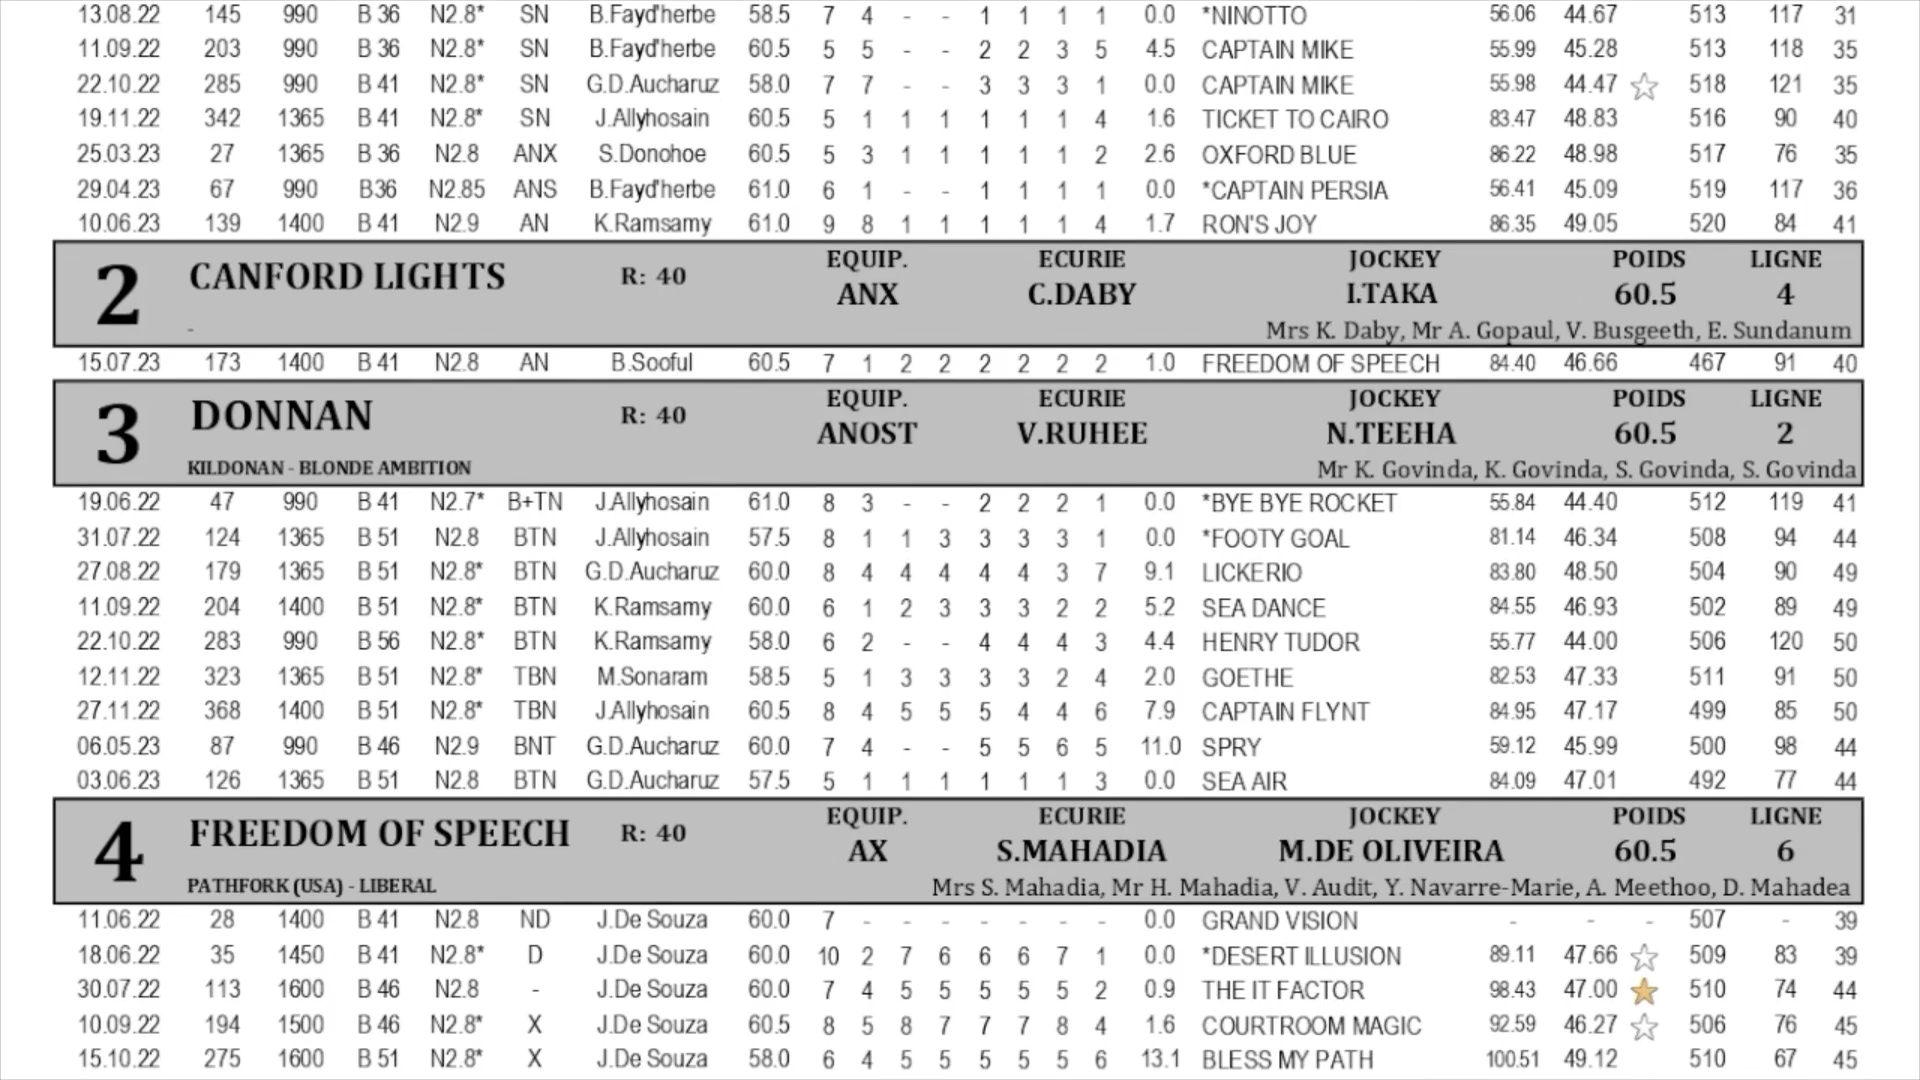 13.08.22 145 990 B 36 N2.8* SN B.Fayd'herbe 58.5 7 4 - - 1 1 1 1 0.0 *NINOTTO 56.06 44.67 513 117 31
11.09.22 203 990 B 36 N2.8* SN B.Fayd'herbe 60.5 5 5 - - 2 2 3 5 4.5 CAPTAIN MIKE 55.99 45.28 513 118 35
22.10.22 285 990 B 41 N2.8* SN G.D.Aucharuz 58.0 7 7 - - 3 3 3 1 0.0 CAPTAIN MIKE 55.98 44.47 518 121 35
19.11.22 342 1365 B 41 N2.8* SN J.Allyhosain 60.5 5 1 1 1 1 1 1 4 1.6 TICKET TO CAIRO 83.47 48.83 516 90 40
25.03.23 27 1365 B 36 N2.8 ANX S.Donohoe 60.5 5 3 1 1 1 1 1 2 2.6 OXFORD BLUE 86.22 48.98 517 76 35
29.04.23 67 990 B36 N2.85 ANS B.Fayd'herbe 61.0 6 1 - - 1 1 1 1 0.0 *CAPTAIN PERSIA 56.41 45.09 519 117 36
10.06.23 139 1400 B 41 N2.9 AN K.Ramsamy 61.0 9 8 1 1 1 1 1 4 1.7 RON'S JOY 86.35 49.05 520 84 41
EQUIP. ECURIE JOCKEY POIDS LIGNE
2 CANFORD LIGHTS R: 40 ANX C.DABY I.TAKA 60.5 4
- Mrs K. Daby, Mr A. Gopaul, V. Busgeeth, E. Sundanum
15.07.23 173 1400 B 41 N2.8 AN B.Sooful 60.5 7 1 2 2 2 2 2 2 1.0 FREEDOM OF SPEECH 84.40 46.66 467 91 40
EQUIP. ECURIE JOCKEY POIDS LIGNE
3 DONNAN R: 40 ANOST V.RUHEE N.TEEHA 60.5 2
KILDONAN - BLONDE AMBITION Mr K. Govinda, K. Govinda, S. Govinda, S. Govinda
19.06.22 47 990 B 41 N2.7* B+TN J.Allyhosain 61.0 8 3 - - 2 2 2 1 0.0 *BYE BYE ROCKET 55.84 44.40 512 119 41
31.07.22 124 1365 B 51 N2.8 BTN J.Allyhosain 57.5 8 1 1 3 3 3 3 1 0.0 *FOOTY GOAL 81.14 46.34 508 94 44
27.08.22 179 1365 B 51 N2.8* BTN G.D.Aucharuz 60.0 8 4 4 4 4 4 3 7 9.1 LICKERIO 83.80 48.50 504 90 49
11.09.22 204 1400 B 51 N2.8* BTN K.Ramsamy 60.0 6 1 2 3 3 3 2 2 5.2 SEA DANCE 84.55 46.93 502 89 49
22.10.22 283 990 B 56 N2.8* BTN K.Ramsamy 58.0 6 2 - - 4 4 4 3 4.4 HENRY TUDOR 55.77 44.00 506 120 50
12.11.22 323 1365 B 51 N2.8* TBN M.Sonaram 58.5 5 1 3 3 3 3 2 4 2.0 GOETHE 82.53 47.33 511 91 50
27.11.22 368 1400 B 51 N2.8* TBN J.Allyhosain 60.5 8 4 5 5 5 4 4 6 7.9 CAPTAIN FLYNT 84.95 47.17 499 85 50
06.05.23 87 990 B 46 N2.9 BNT G.D.Aucharuz 60.0 7 4 - - 5 5 6 5 11.0 SPRY 59.12 45.99 500 98 44
03.06.23 126 1365 B 51 N2.8 BTN G.D.Aucharuz 57.5 5 1 1 1 1 1 1 3 0.0 SEA AIR 84.09 47.01 492 77 44
EQUIP. ECURIE JOCKEY POIDS LIGNE
4 FREEDOM OF SPEECH R: 40 AX S.MAHADIA M.DE OLIVEIRA 60.5 6
PATHFORK (USA) - LIBERAL Mrs S. Mahadia, Mr H. Mahadia, V. Audit, Y. Navarre-Marie, A. Meethoo, D. Mahadea
11.06.22 28 1400 B 41 N2.8 ND J.De Souza 60.0 7 - - - - - - - 0.0 GRAND VISION - - - 507 - 39
18.06.22 35 1450 B 41 N2.8* D J.De Souza 60.0 10 2 7 6 6 6 7 1 0.0 *DESERT ILLUSION 89.11 47.66 509 83 39
30.07.22 113 1600 B 46 N2.8 - J.De Souza 60.0 7 4 5 5 5 5 5 2 0.9 THE IT FACTOR 98.43 47.00 510 74 44
10.09.22 194 1500 B 46 N2.8* X J.De Souza 60.5 8 5 8 7 7 7 8 4 1.6 COURTROOM MAGIC 92.59 46.27 506 76 45
15.10.22 275 1600 B 51 N2.8* X J.De Souza 58.0 6 4 5 5 5 5 5 6 13.1 BLESS MY PATH 100.51 49.12 510 67 45